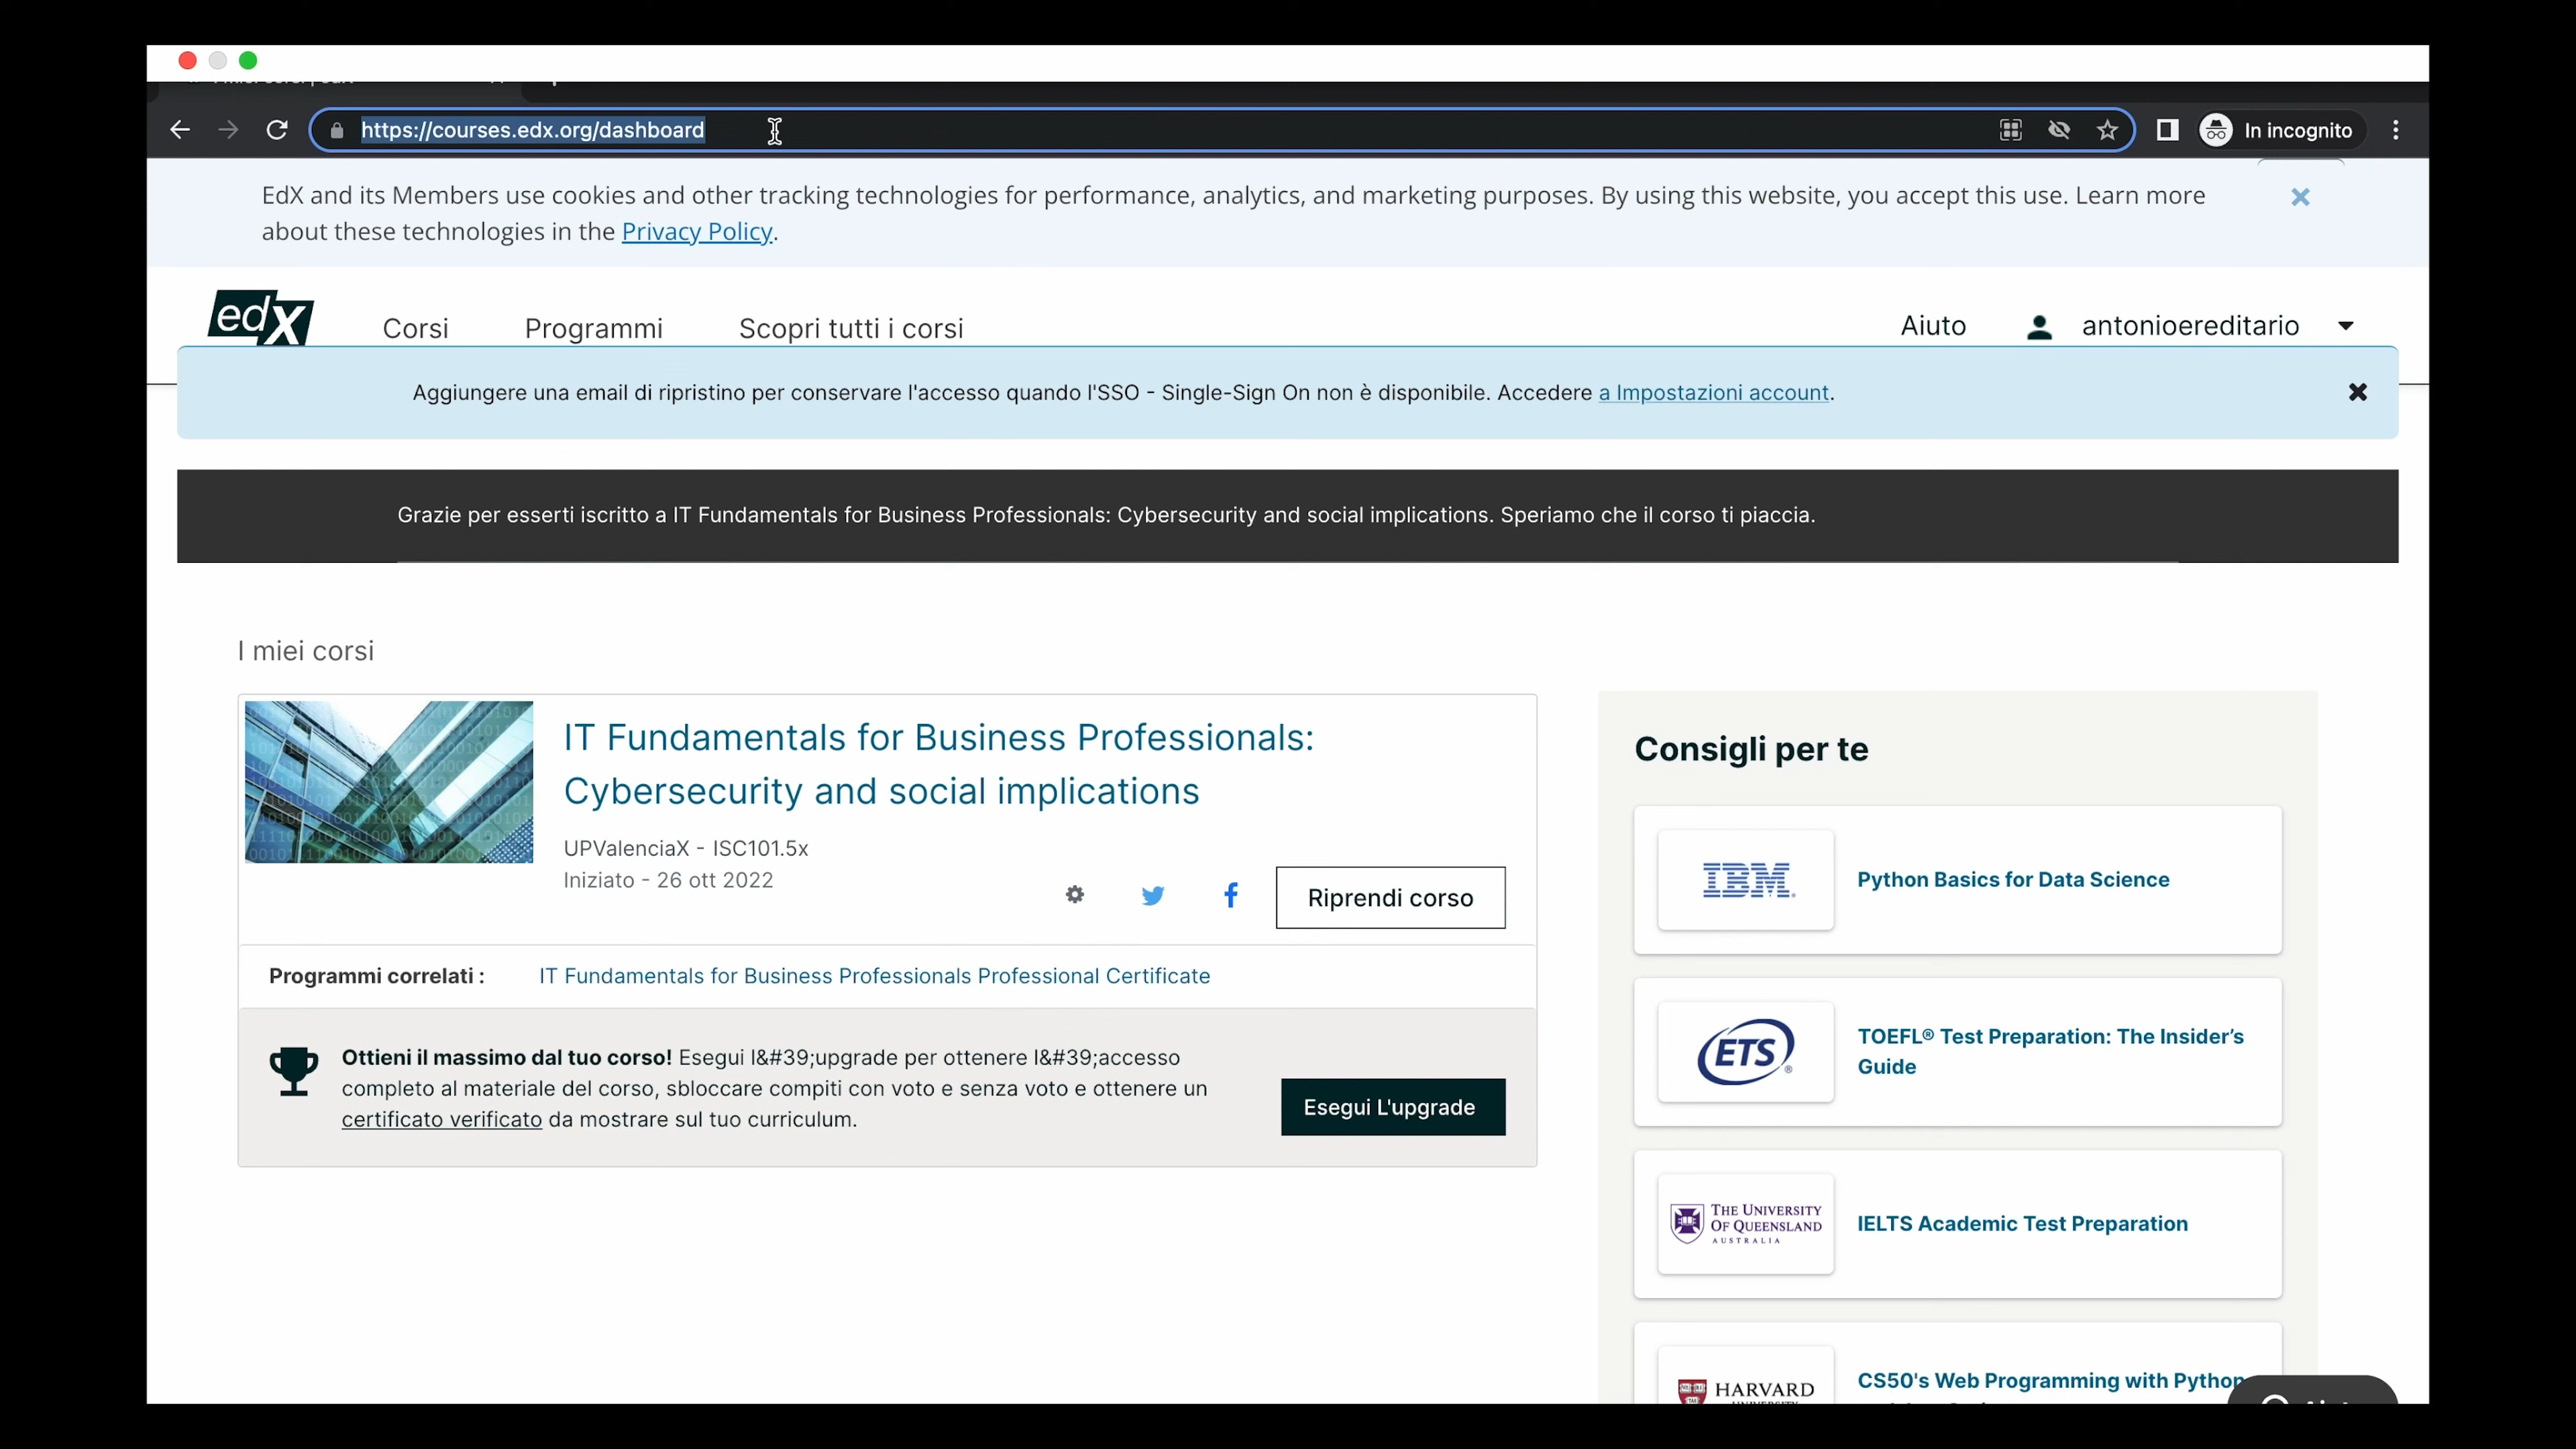 https://courses.edx.org/dashboard
In incognito
EdX and its Members use cookies and other tracking technologies for performance, analytics, and marketing purposes. By using this website, you accept this use. Learn more
about these technologies in the Privacy Policy.
edX
Corsi
Programmi
Scopri tutti i corsi
Aiuto
antonioereditario
Aggiungere una email di ripristino per conservare l'accesso quando l'SSO - Single-Sign On non è disponibile. Accedere a Impostazioni account.
Grazie per esserti iscritto a IT Fundamentals for Business Professionals: Cybersecurity and social implications. Speriamo che il corso ti piaccia.
I miei corsi
IT Fundamentals for Business Professionals:
Cybersecurity and social implications
UPValenciaX - ISC101.5x
Iniziato - 26 ott 2022
Riprendi corso
Programmi correlati :
IT Fundamentals for Business Professionals Professional Certificate
Ottieni il massimo dal tuo corso! Esegui l&#39;upgrade per ottenere l&#39;accesso
completo al materiale del corso, sbloccare compiti con voto e senza voto e ottenere un
certificato verificato da mostrare sul tuo curriculum.
Esegui L'upgrade
Consigli per te
IBM
Python Basics for Data Science
ETS
TOEFL® Test Preparation: The Insider’s
Guide
THE UNIVERSITY
OF QUEENSLAND
AUSTRALIA
IELTS Academic Test Preparation
HARVARD
CS50's Web Programming with Python